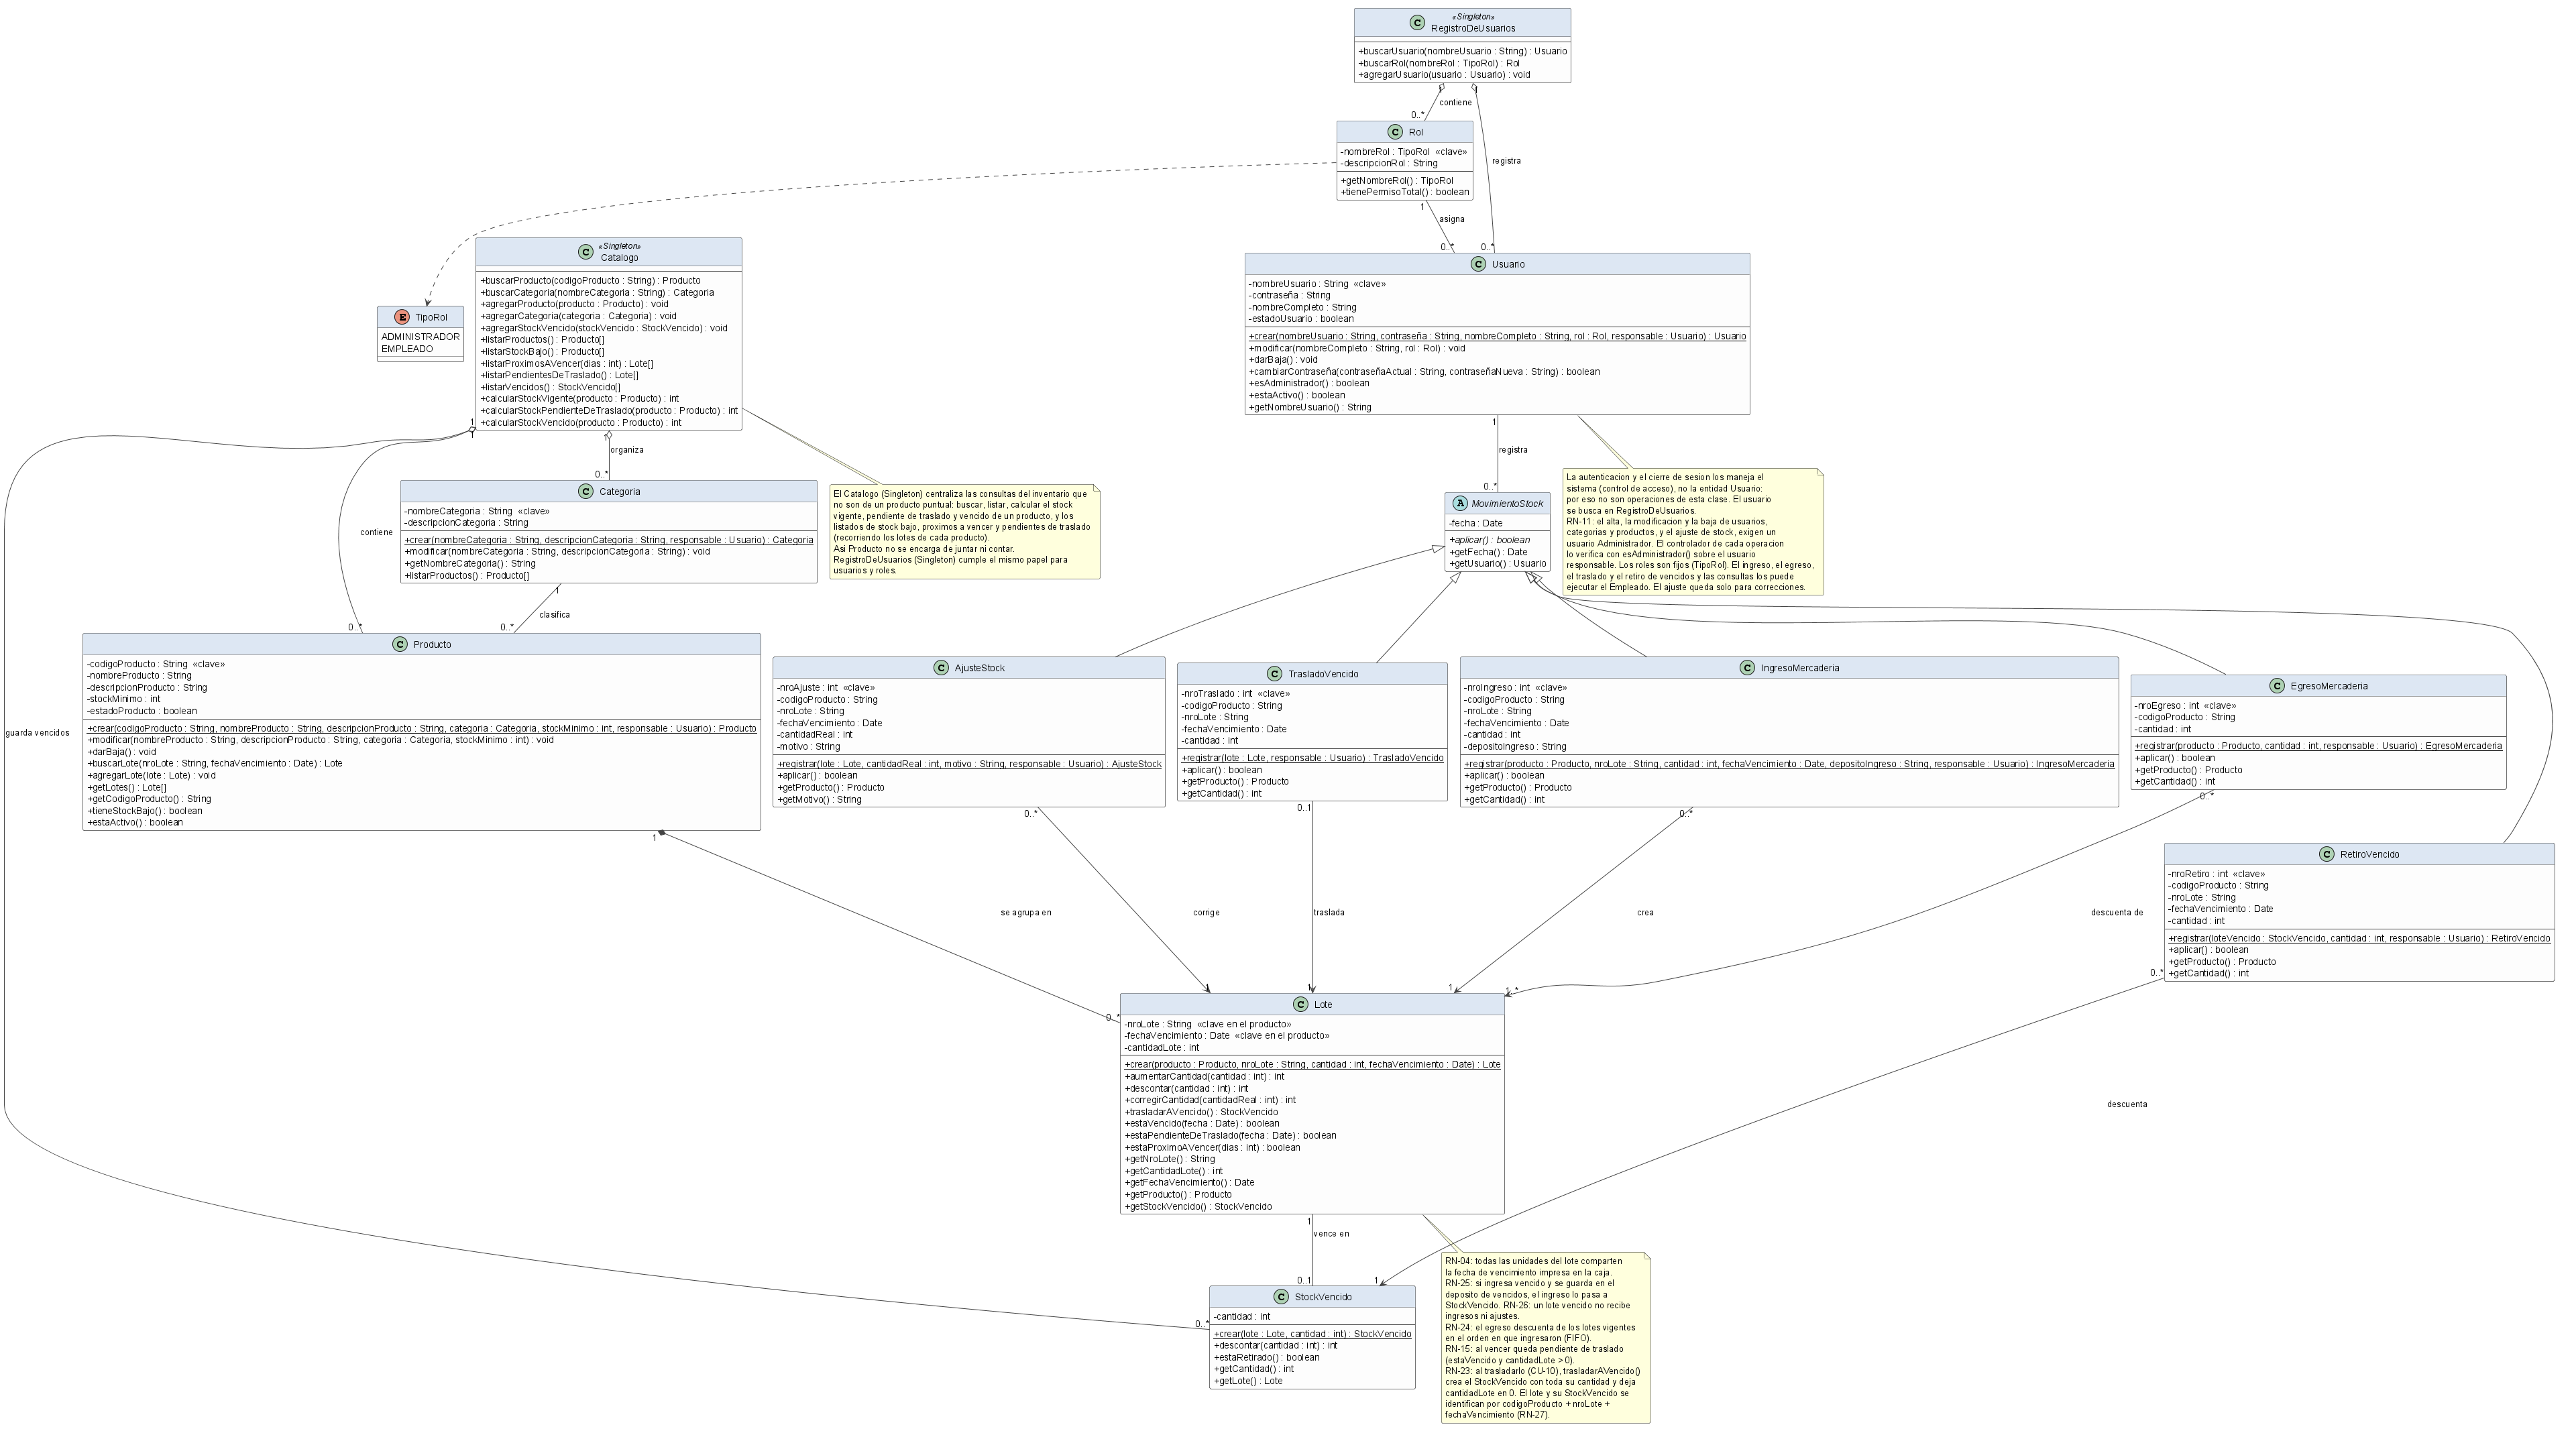 «Singleton»
RegistroDeUsuarios
+buscarUsuario(nombreUsuario : String) : Usuario
+buscarRol(nombreRol : TipoRol) : Rol
+agregarUsuario(usuario : Usuario) : void
1
1
contiene
0..*
registra
0..*
Rol
-nombreRol : TipoRol «clave»
-descripcionRol : String
+getNombreRol() : TipoRol
+tienePermisoTotal() : boolean
1
asigna
0..*
«Singleton»
Catalogo
+buscarProducto(codigoProducto : String) : Producto
+buscarCategoria(nombreCategoria : String) : Categoria
+agregarProducto(producto : Producto) : void
+agregarCategoria(categoria : Categoria) : void
+agregarStockVencido(stockVencido : StockVencido) : void
+listarProductos() : Producto[]
+listarStockBajo() : Producto[]
+listarProximosAVencer(dias : int) : Lote[]
+listarPendientesDeTraslado() : Lote[]
+listarVencidos() : StockVencido[]
+calcularStockVigente(producto : Producto) : int
+calcularStockPendienteDeTraslado(producto : Producto) : int
+calcularStockVencido(producto : Producto) : int
TipoRol
ADMINISTRADOR
EMPLEADO
Usuario
-nombreUsuario : String «clave»
-contraseña : String
-nombreCompleto : String
-estadoUsuario : boolean
+crear(nombreUsuario : String, contraseña : String, nombreCompleto : String, rol : Rol, responsable : Usuario) : Usuario
+modificar(nombreCompleto : String, rol : Rol) : void
+darBaja() : void
+cambiarContraseña(contraseñaActual : String, contraseñaNueva : String) : boolean
+esAdministrador() : boolean
+estaActivo() : boolean
+getNombreUsuario() : String
1
1
1
organiza
0..*
1
registra
0..*
Categoria
-nombreCategoria : String «clave»
-descripcionCategoria : String
+crear(nombreCategoria : String, descripcionCategoria : String, responsable : Usuario) : Categoria
+modificar(nombreCategoria : String, descripcionCategoria : String) : void
+getNombreCategoria() : String
+listarProductos() : Producto[]
El Catalogo (Singleton) centraliza las consultas del inventario que
no son de un producto puntual: buscar, listar, calcular el stock
vigente, pendiente de traslado y vencido de un producto, y los
listados de stock bajo, proximos a vencer y pendientes de traslado
(recorriendo los lotes de cada producto).
Asi Producto no se encarga de juntar ni contar.
RegistroDeUsuarios (Singleton) cumple el mismo papel para
usuarios y roles.
MovimientoStock
-fecha : Date
+aplicar() : boolean
+getFecha() : Date
+getUsuario() : Usuario
La autenticacion y el cierre de sesion los maneja el
sistema (control de acceso), no la entidad Usuario:
por eso no son operaciones de esta clase. El usuario
se busca en RegistroDeUsuarios.
RN-11: el alta, la modificacion y la baja de usuarios,
categorias y productos, y el ajuste de stock, exigen un
usuario Administrador. El controlador de cada operacion
lo verifica con esAdministrador() sobre el usuario
responsable. Los roles son fijos (TipoRol). El ingreso, el egreso,
el traslado y el retiro de vencidos y las consultas los puede
ejecutar el Empleado. El ajuste queda solo para correcciones.
contiene
0..*
1
clasifica
0..*
guarda vencidos
Producto
-codigoProducto : String «clave»
-nombreProducto : String
-descripcionProducto : String
-stockMinimo : int
-estadoProducto : boolean
+crear(codigoProducto : String, nombreProducto : String, descripcionProducto : String, categoria : Categoria, stockMinimo : int, responsable : Usuario) : Producto
+modificar(nombreProducto : String, descripcionProducto : String, categoria : Categoria, stockMinimo : int) : void
+darBaja() : void
+buscarLote(nroLote : String, fechaVencimiento : Date) : Lote
+agregarLote(lote : Lote) : void
+getLotes() : Lote[]
+getCodigoProducto() : String
+tieneStockBajo() : boolean
+estaActivo() : boolean
AjusteStock
-nroAjuste : int «clave»
-codigoProducto : String
-nroLote : String
-fechaVencimiento : Date
-cantidadReal : int
-motivo : String
+registrar(lote : Lote, cantidadReal : int, motivo : String, responsable : Usuario) : AjusteStock
+aplicar() : boolean
+getProducto() : Producto
+getMotivo() : String
TrasladoVencido
-nroTraslado : int «clave»
-codigoProducto : String
-nroLote : String
-fechaVencimiento : Date
-cantidad : int
+registrar(lote : Lote, responsable : Usuario) : TrasladoVencido
+aplicar() : boolean
+getProducto() : Producto
+getCantidad() : int
IngresoMercaderia
-nroIngreso : int «clave»
-codigoProducto : String
-nroLote : String
-fechaVencimiento : Date
-cantidad : int
-depositoIngreso : String
+registrar(producto : Producto, nroLote : String, cantidad : int, fechaVencimiento : Date, depositoIngreso : String, responsable : Usuario) : IngresoMercaderia
+aplicar() : boolean
+getProducto() : Producto
+getCantidad() : int
EgresoMercaderia
-nroEgreso : int «clave»
-codigoProducto : String
-cantidad : int
+registrar(producto : Producto, cantidad : int, responsable : Usuario) : EgresoMercaderia
+aplicar() : boolean
+getProducto() : Producto
+getCantidad() : int
1
0..*
0..1
0..*
0..*
RetiroVencido
-nroRetiro : int «clave»
-codigoProducto : String
-nroLote : String
-fechaVencimiento : Date
-cantidad : int
+registrar(loteVencido : StockVencido, cantidad : int, responsable : Usuario) : RetiroVencido
+aplicar() : boolean
+getProducto() : Producto
+getCantidad() : int
se agrupa en
corrige
traslada
crea
descuenta de
0..*
0..*
1
1
1
1..*
Lote
-nroLote : String «clave en el producto»
-fechaVencimiento : Date «clave en el producto»
-cantidadLote : int
+crear(producto : Producto, nroLote : String, cantidad : int, fechaVencimiento : Date) : Lote
+aumentarCantidad(cantidad : int) : int
+descontar(cantidad : int) : int
+corregirCantidad(cantidadReal : int) : int
+trasladarAVencido() : StockVencido
+estaVencido(fecha : Date) : boolean
+estaPendienteDeTraslado(fecha : Date) : boolean
+estaProximoAVencer(dias : int) : boolean
+getNroLote() : String
+getCantidadLote() : int
+getFechaVencimiento() : Date
+getProducto() : Producto
+getStockVencido() : StockVencido
descuenta
1
vence en
0..1
1
0..*
StockVencido
-cantidad : int
+crear(lote : Lote, cantidad : int) : StockVencido
+descontar(cantidad : int) : int
+estaRetirado() : boolean
+getCantidad() : int
+getLote() : Lote
RN-04: todas las unidades del lote comparten
la fecha de vencimiento impresa en la caja.
RN-25: si ingresa vencido y se guarda en el
deposito de vencidos, el ingreso lo pasa a
StockVencido. RN-26: un lote vencido no recibe
ingresos ni ajustes.
RN-24: el egreso descuenta de los lotes vigentes
en el orden en que ingresaron (FIFO).
RN-15: al vencer queda pendiente de traslado
(estaVencido y cantidadLote > 0).
RN-23: al trasladarlo (CU-10), trasladarAVencido()
crea el StockVencido con toda su cantidad y deja
cantidadLote en 0. El lote y su StockVencido se
identifican por codigoProducto + nroLote +
fechaVencimiento (RN-27).